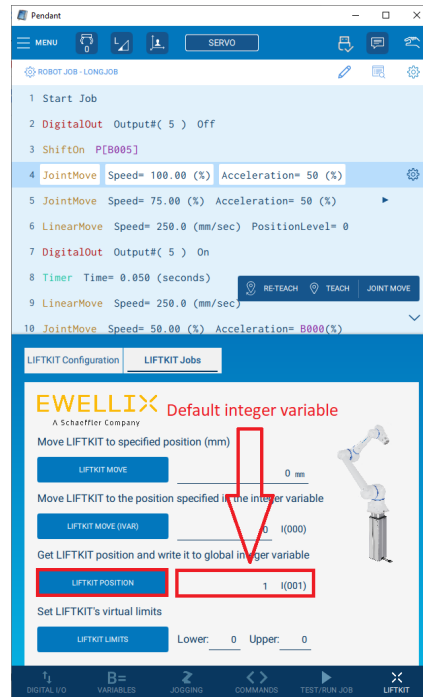 Pendant
MENU 0 L SERVO
ROBOT JOB - LONGJOB
1 Start Job
2 DigitalOut Output#( 5 ) Off
3 ShiftOn P[B005]
4 JointMove Speed= 100.00 (%) Acceleration= 50 (%)
5 JointMove Speed= 75.00 (%) Acceleration= 50 (%)
6 LinearMove Speed= 250.0 (mm/sec) PositionLevel= 0
7 DigitalOut Output#( 5 ) On
8 Timer Time= 0.050 (seconds)
RE-TEACH TEACH JOINT MOVE
9 LinearMove Speed= 250.0 (mm/sec)
10 JointMove Speed= 50.00 (%) Acceleration= B000(%)
LIFTKIT Configuration LIFTKIT Jobs
EWELLIX
A Schaeffler Company
Default integer variable
Move LIFTKIT to specified position (mm)
LIFTKIT MOVE 0 mm
Move LIFTKIT to the position specified in the integer variable
LIFTKIT MOVE (IVAR) 0 I(000)
Get LIFTKIT position and write it to global integer variable
LIFTKIT POSITION 1 I(001)
Set LIFTKIT's virtual limits
LIFTKIT LIMITS Lower: 0 Upper: 0
DIGITAL I/O B= VARIABLES JOGGING COMMANDS TEST/RUN JOB LIFTKIT